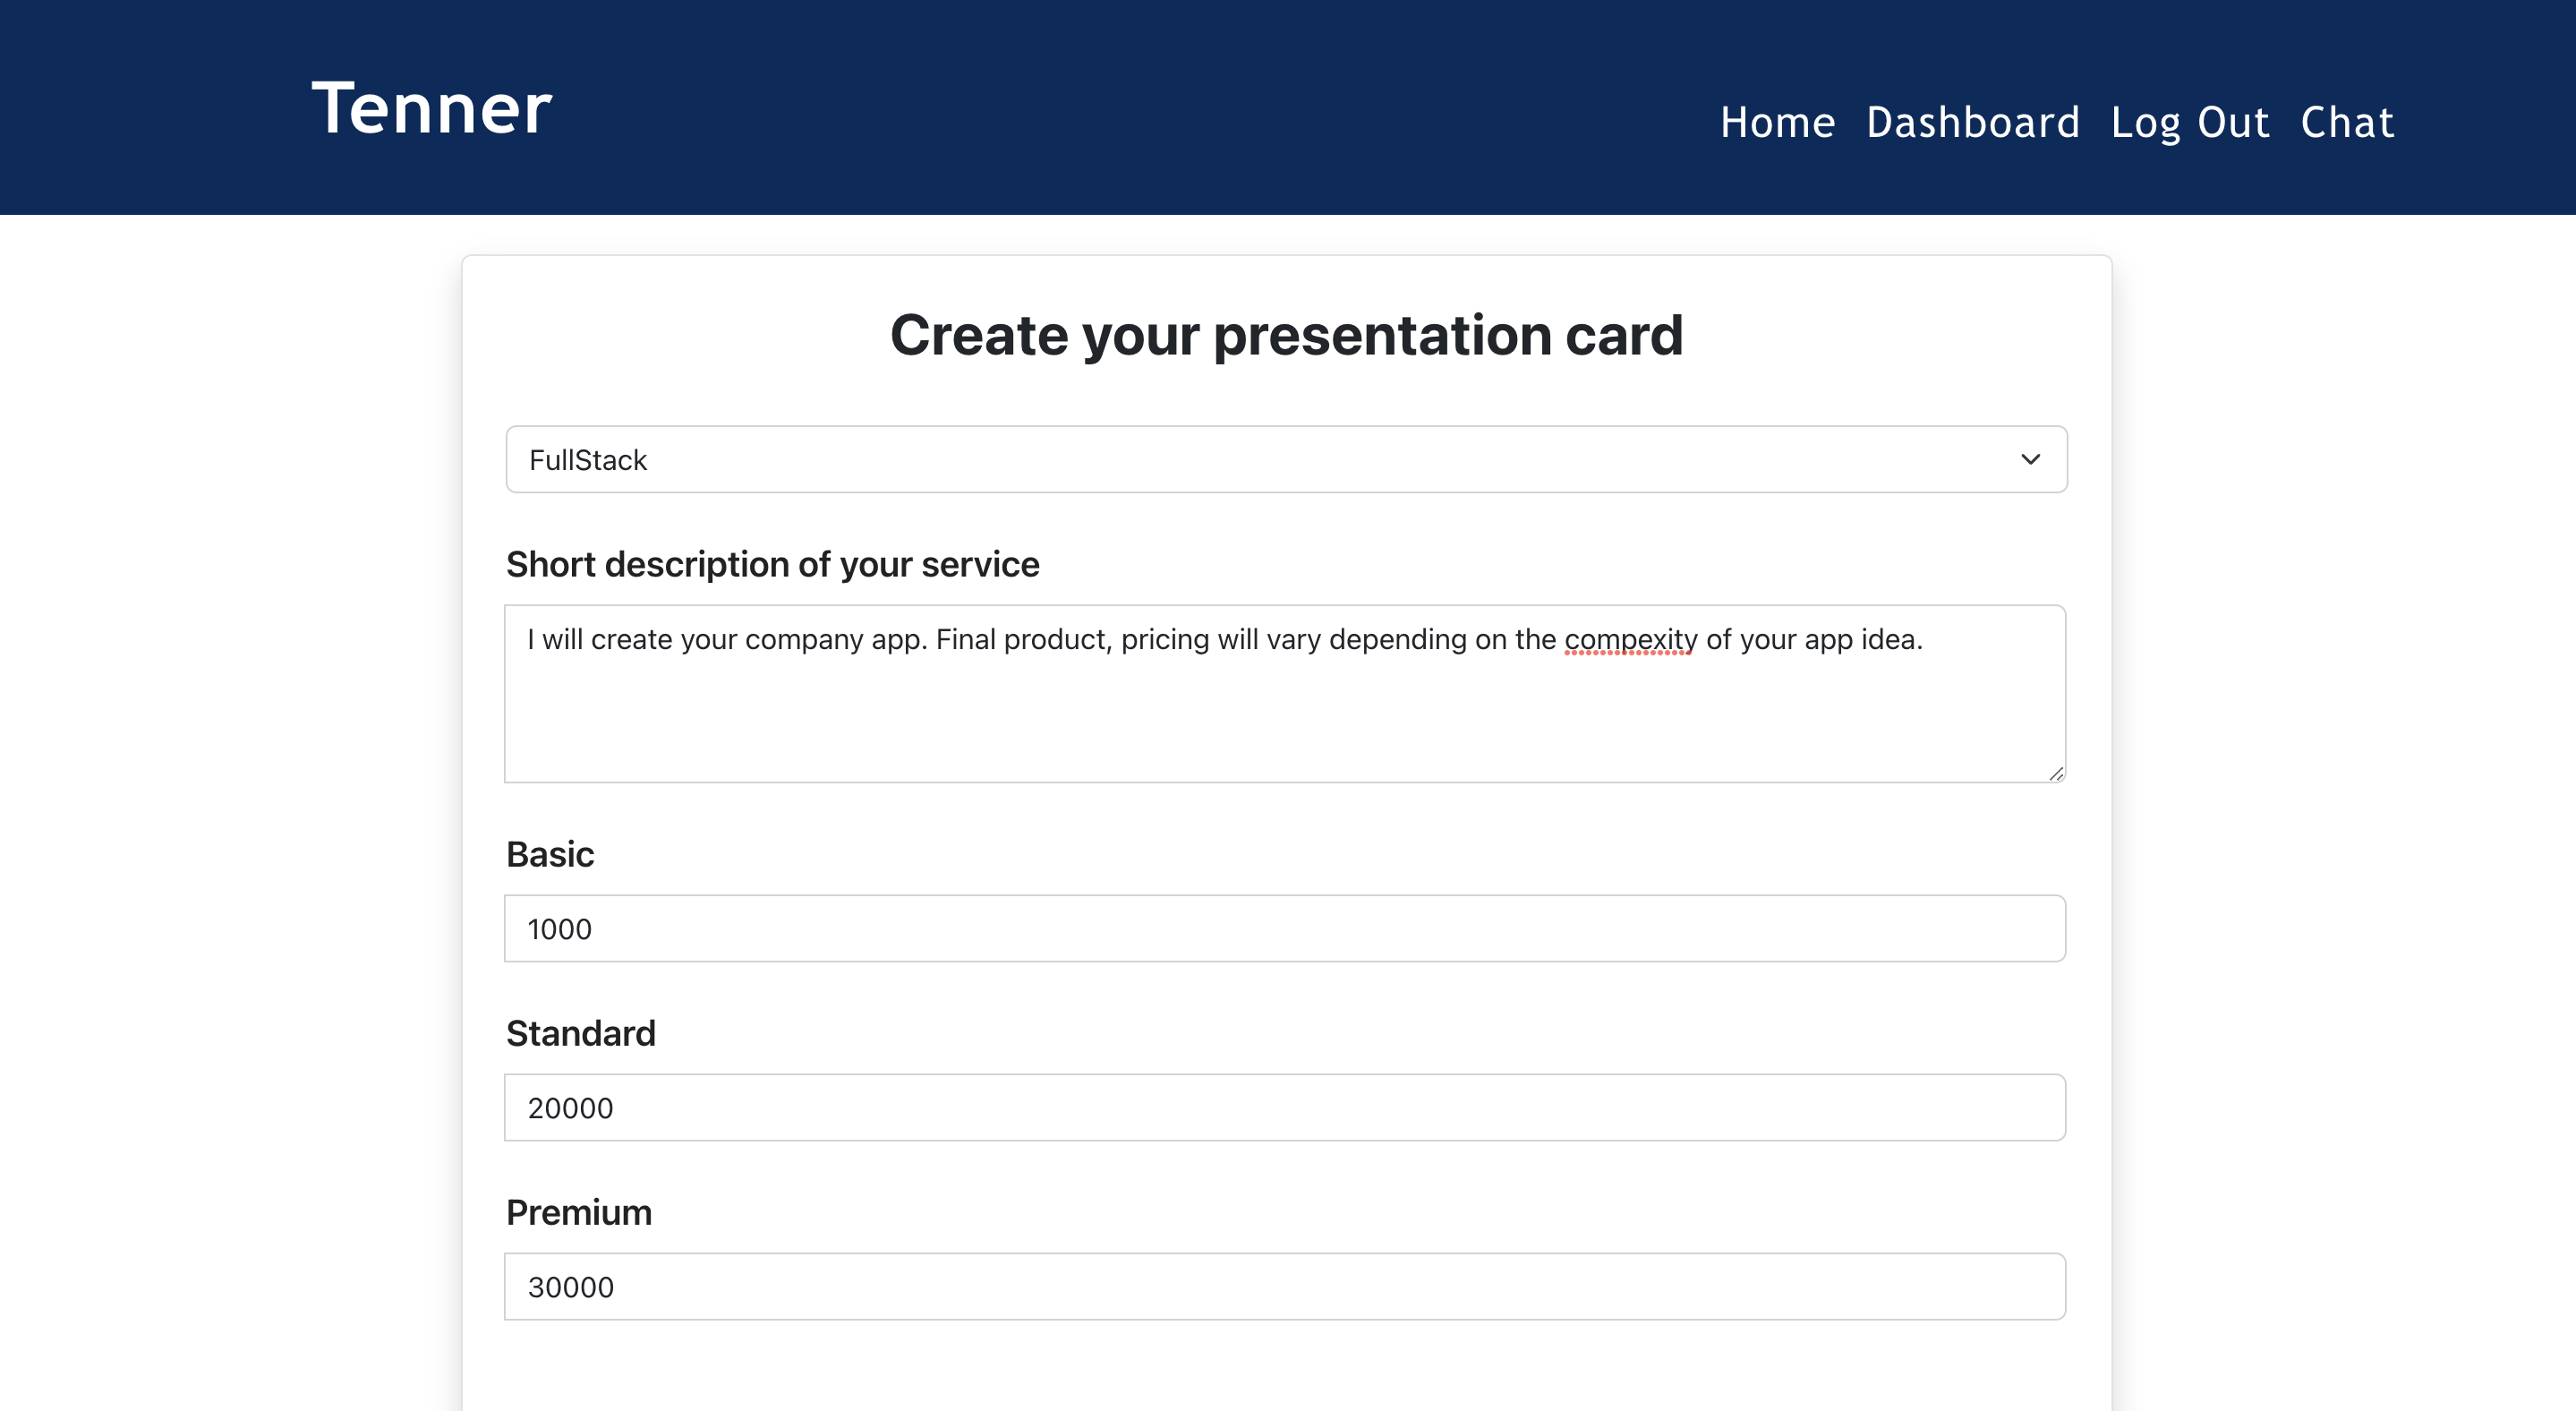 Tenner
Home Dashboard Log Out Chat
Create your presentation card
FullStack
Short description of your service
I will create your company app. Final product, pricing will vary depending on the compexity of your app idea.
Basic
1000
Standard
20000
Premium
30000